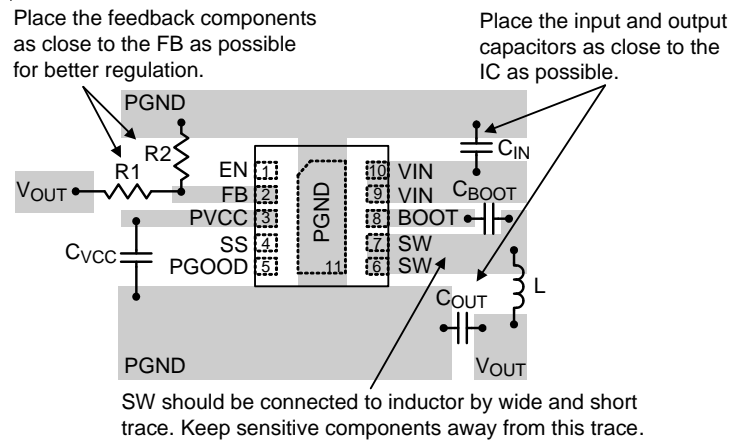 Place the feedback components
as close to the FB as possible
for better regulation.
Place the input and output
capacitors as close to the
IC as possible.
PGND
R1
R2
VOUT
CIN
EN 1
10 VIN
FB 2
9 VIN
CBOOT
PVCC 3
PGND
8 BOOT
CVCC
SS 4
7 SW
PGOOD 5
11
6 SW
L
COUT
PGND
VOUT
SW should be connected to inductor by wide and short
trace. Keep sensitive components away from this trace.